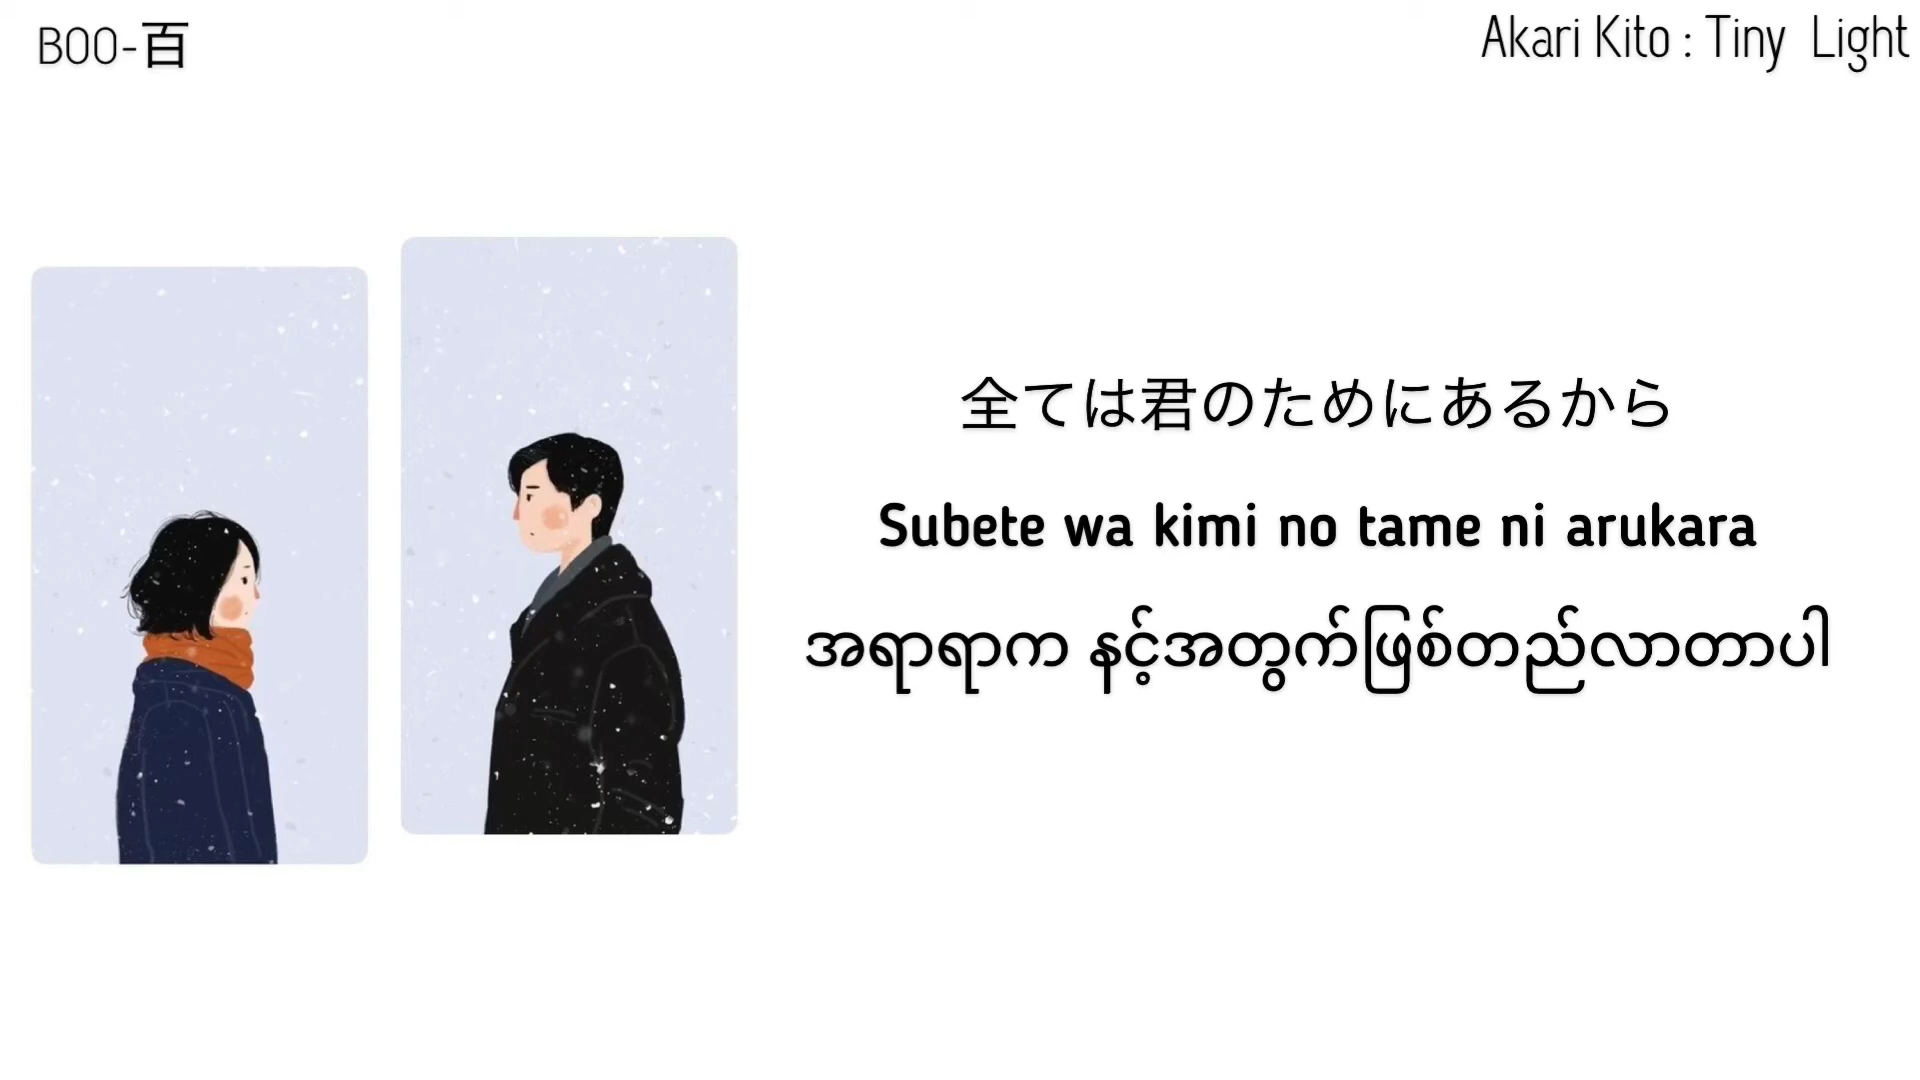 BOO-百
Akari Kito : Tiny Light
全ては君のためにあるから
Subete wa kimi no tame ni arukara
အရာရာက နင့်အတွက်ဖြစ်တည်လာတာပါ